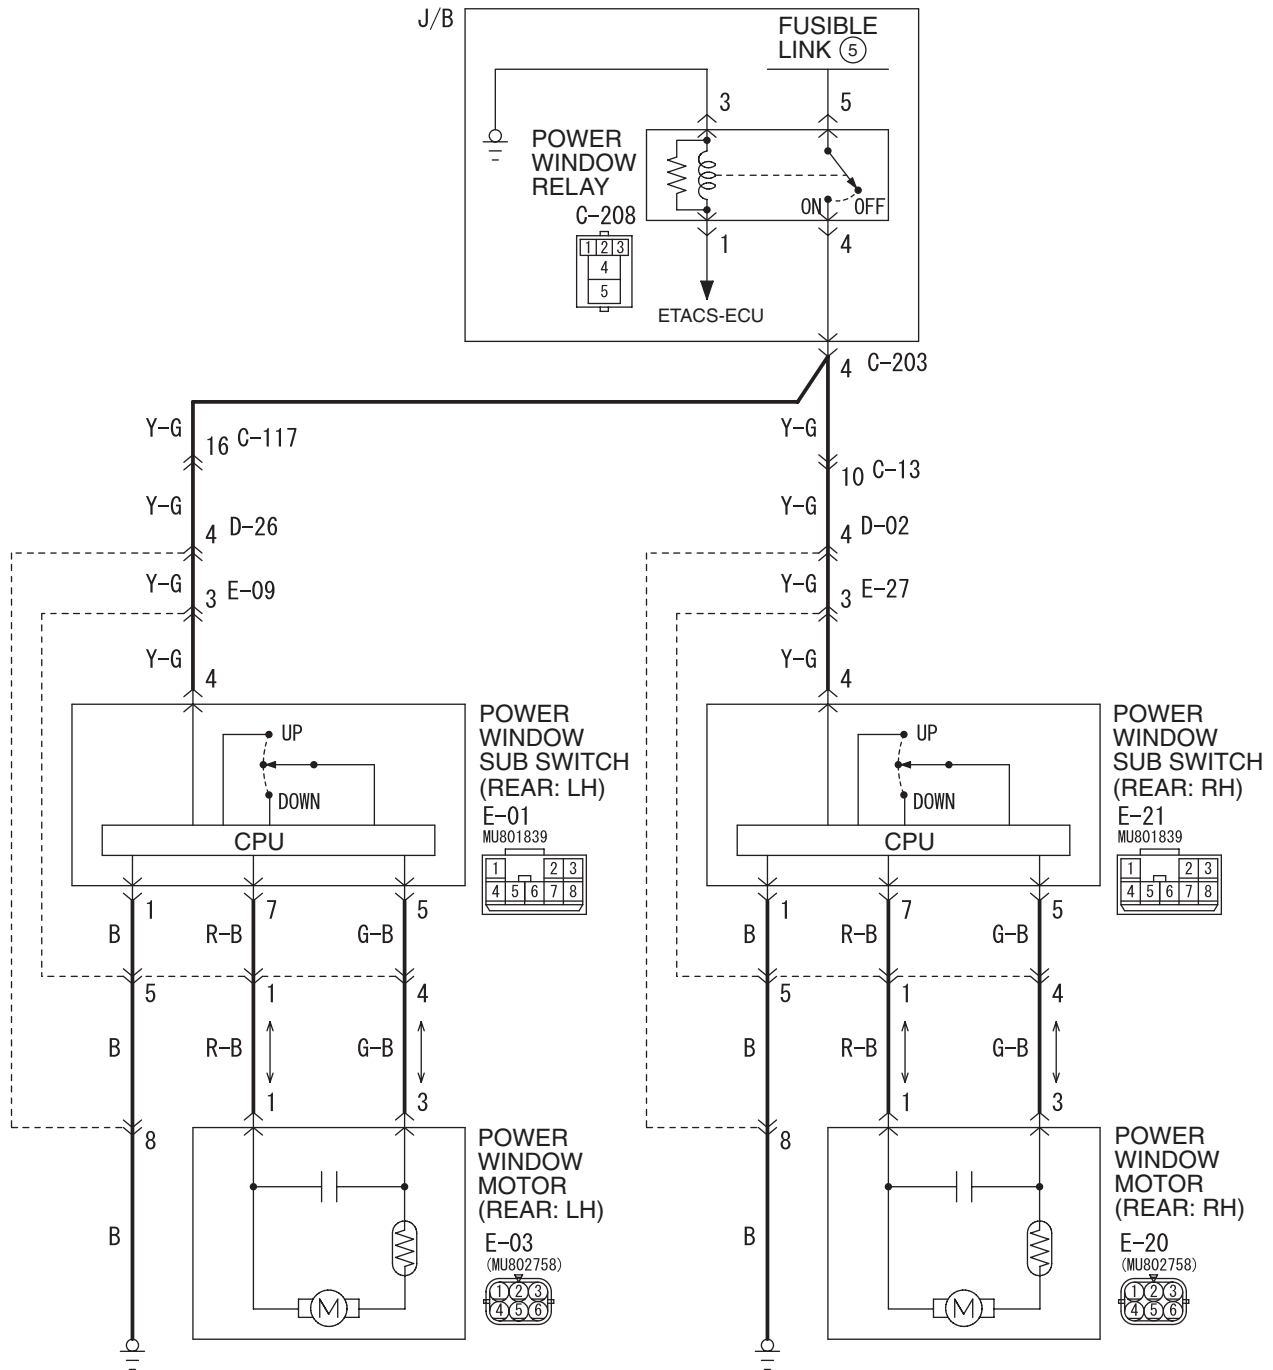 J/B
FUSIBLE
LINK 5
3
5
POWER
WINDOW
RELAY
C-208
1 2 3
4
5
ON
OFF
1
4
ETACS-ECU
4 C-203
Y-G
16 C-117
Y-G
4 D-26
Y-G
3 E-09
Y-G
4
Y-G
10 C-13
Y-G
4 D-02
Y-G
3 E-27
Y-G
4
UP
DOWN
CPU
POWER
WINDOW
SUB SWITCH
(REAR: LH)
E-01
MU801839
1 2 3
4 5 6 7 8
UP
DOWN
CPU
POWER
WINDOW
SUB SWITCH
(REAR: RH)
E-21
MU801839
1 2 3
4 5 6 7 8
1 7 5
B R-B G-B
5 1 4
B R-B G-B
1 3
8
B
1 7 5
B R-B G-B
5 1 4
B R-B G-B
1 3
8
B
M
POWER
WINDOW
MOTOR
(REAR: LH)
E-03
(MU802758)
1 2 3
4 5 6
M
POWER
WINDOW
MOTOR
(REAR: RH)
E-20
(MU802758)
1 2 3
4 5 6